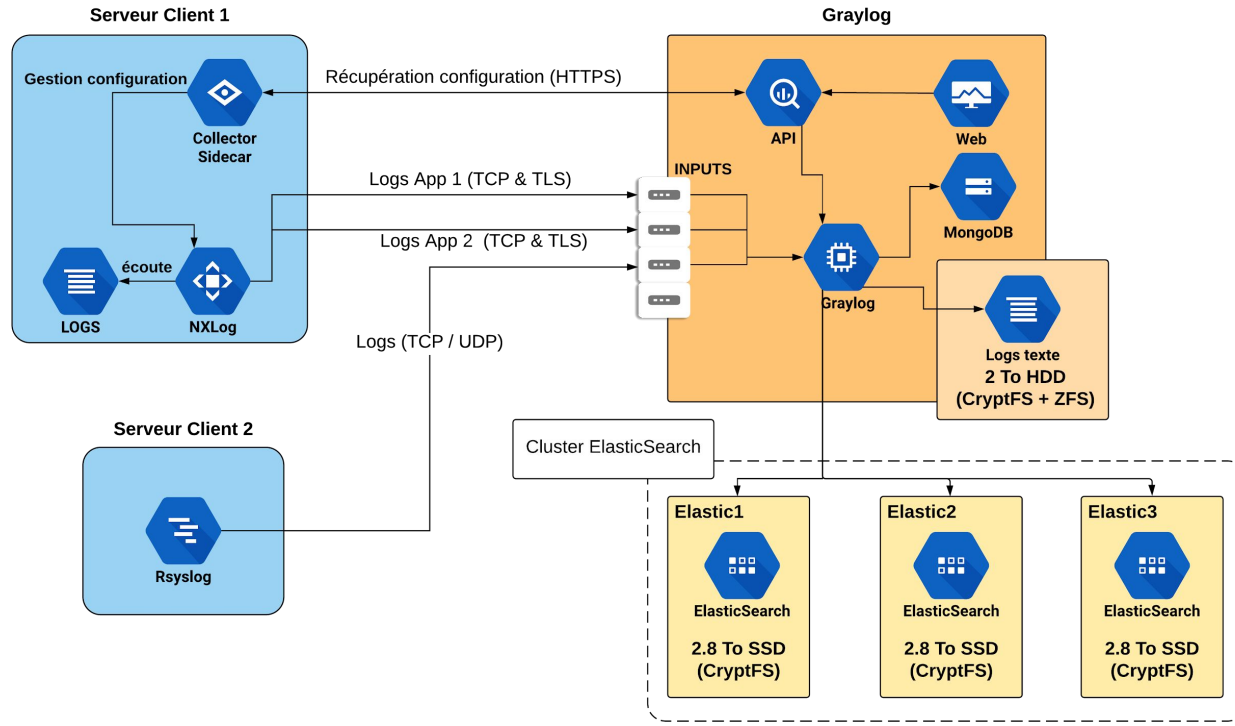 Serveur Client 1
Graylog
Gestion configuration
Récupération configuration (HTTPS)
Collector
Sidecar
API
Web
INPUTS
Logs App 1 (TCP & TLS)
MongoDB
Logs App 2  (TCP & TLS)
écoute
LOGS
NXLog
Graylog
Logs (TCP / UDP)
Logs texte
2 To HDD
(CryptFS + ZFS)
Serveur Client 2
Cluster ElasticSearch
Rsyslog
Elastic1
Elastic2
Elastic3
ElasticSearch
ElasticSearch
ElasticSearch
2.8 To SSD
(CryptFS)
2.8 To SSD
(CryptFS)
2.8 To SSD
(CryptFS)